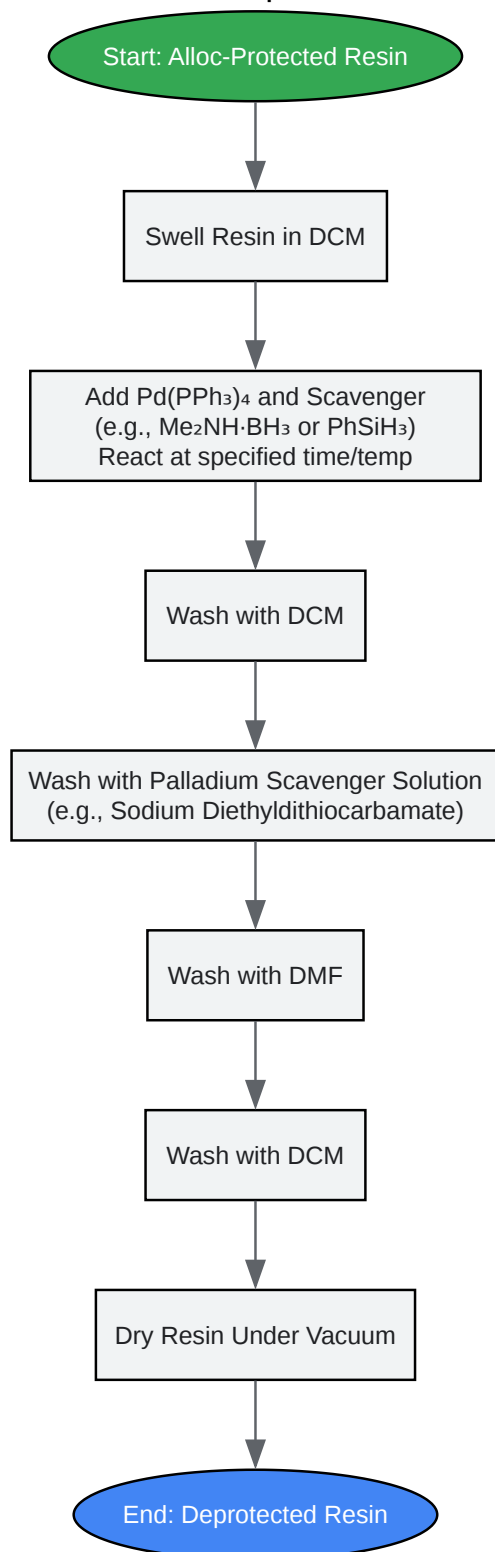 Start: Alloc-Protected Resin
Swell Resin in DCM
Add Pd(PPh₃)₄ and Scavenger
(e.g., Me₂NH·BH₃ or PhSiH₃)
React at specified time/temp
Wash with DCM
Wash with Palladium Scavenger Solution
(e.g., Sodium Diethyldithiocarbamate)
Wash with DMF
Wash with DCM
Dry Resin Under Vacuum
End: Deprotected Resin